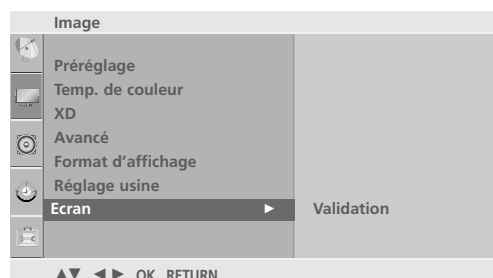 Image
Préréglage
Temp. de couleur
XD
Avancé
Format d’affichage
Réglage usine
Ecran ► Validation
▲▼ ◄ ► OK RETURN